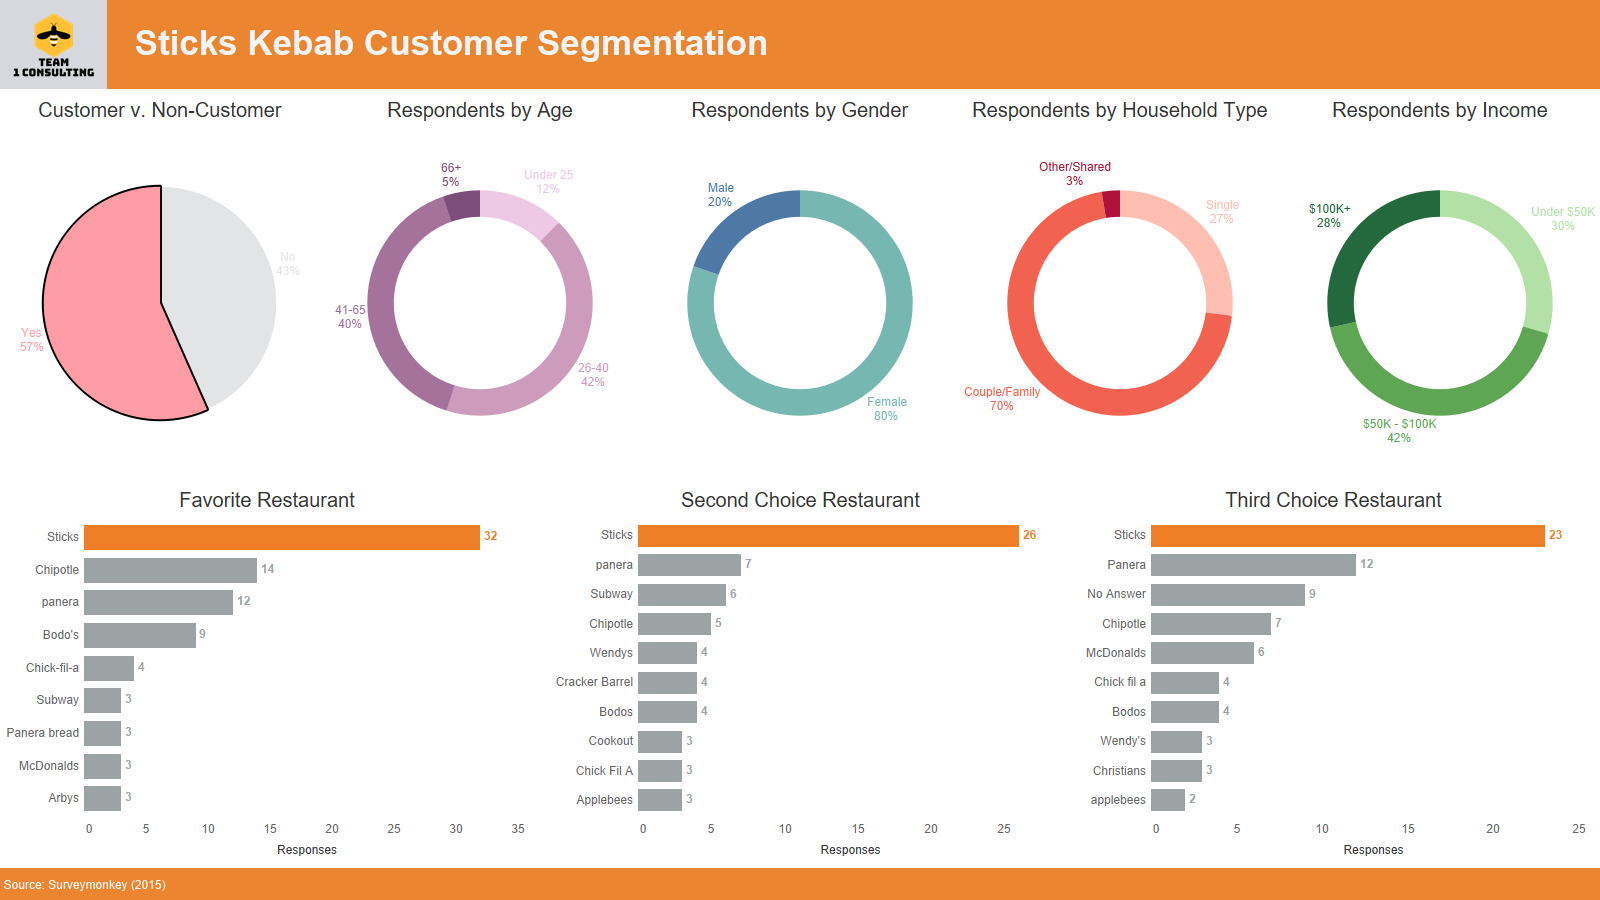 TEAM
1 CONSULTING
Sticks Kebab Customer Segmentation
Customer v. Non-Customer
No
43%
Yes
57%
Respondents by Age
66+
5%
Under 25
12%
41-65
40%
26-40
42%
Respondents by Gender
Male
20%
Female
80%
Respondents by Household Type
Other/Shared
3%
Single
27%
Couple/Family
70%
Respondents by Income
$100K+
28%
Under $50K
30%
$50K - $100K
42%
Favorite Restaurant
Sticks 32
Chipotle 14
panera 12
Bodo's 9
Chick-fil-a 4
Subway 3
Panera bread 3
McDonalds 3
Arbys 3
0 5 10 15 20 25 30 35
Responses
Second Choice Restaurant
Sticks 26
panera 7
Subway 6
Chipotle 5
Wendys 4
Cracker Barrel 4
Bodos 4
Cookout 3
Chick Fil A 3
Applebees 3
0 5 10 15 20 25
Responses
Third Choice Restaurant
Sticks 23
Panera 12
No Answer 9
Chipotle 7
McDonalds 6
Chick fil a 4
Bodos 4
Wendy's 3
Christians 3
applebees 2
0 5 10 15 20 25
Responses
Source: Surveymonkey (2015)